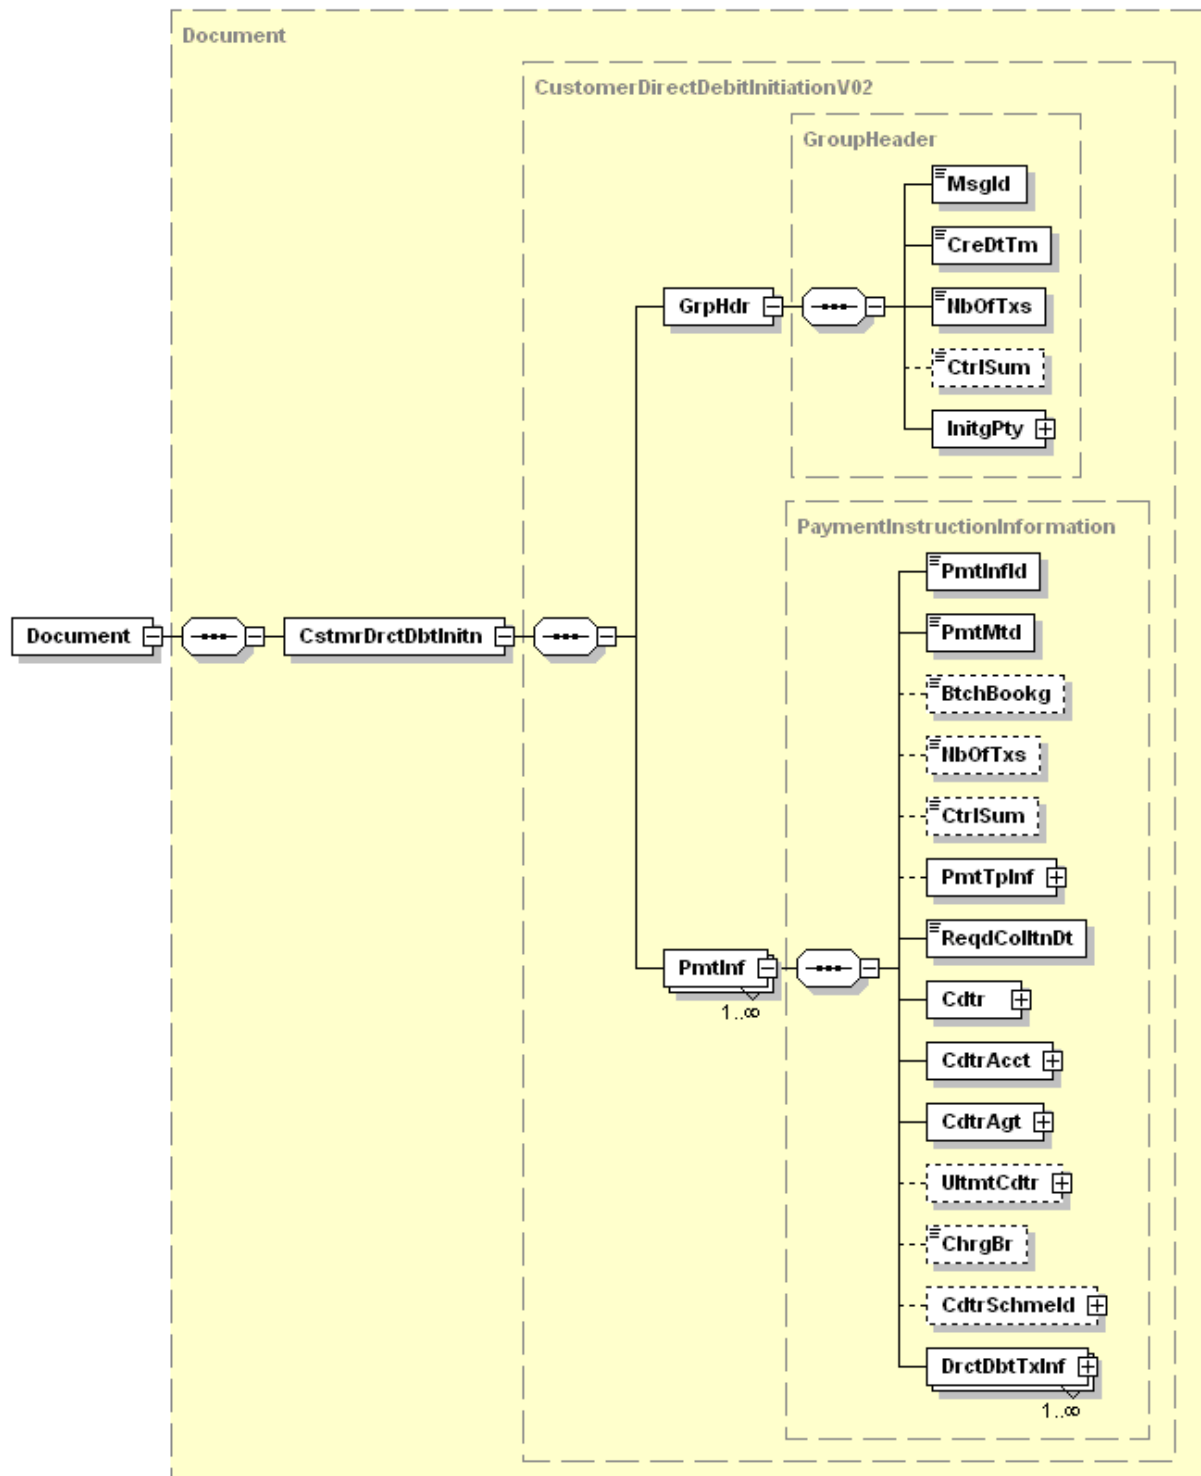 Document
CustomerDirectDebitInitiationV02
GroupHeader
MsgId
CreDtTm
GrpHdr
NbOfTxs
CtrlSum
InitgPty
PaymentInstructionInformation
PmtInfId
Document
CstmrDrctDbtInitn
PmtMtd
BtchBookg
NbOfTxs
CtrlSum
PmtTpInf
ReqdColltnDt
PmtInf
1..∞
Cdtr
CdtrAcct
CdtrAgt
UltmtCdtr
ChrgBr
CdtrSchmeId
DrctDbtTxInf
1..∞